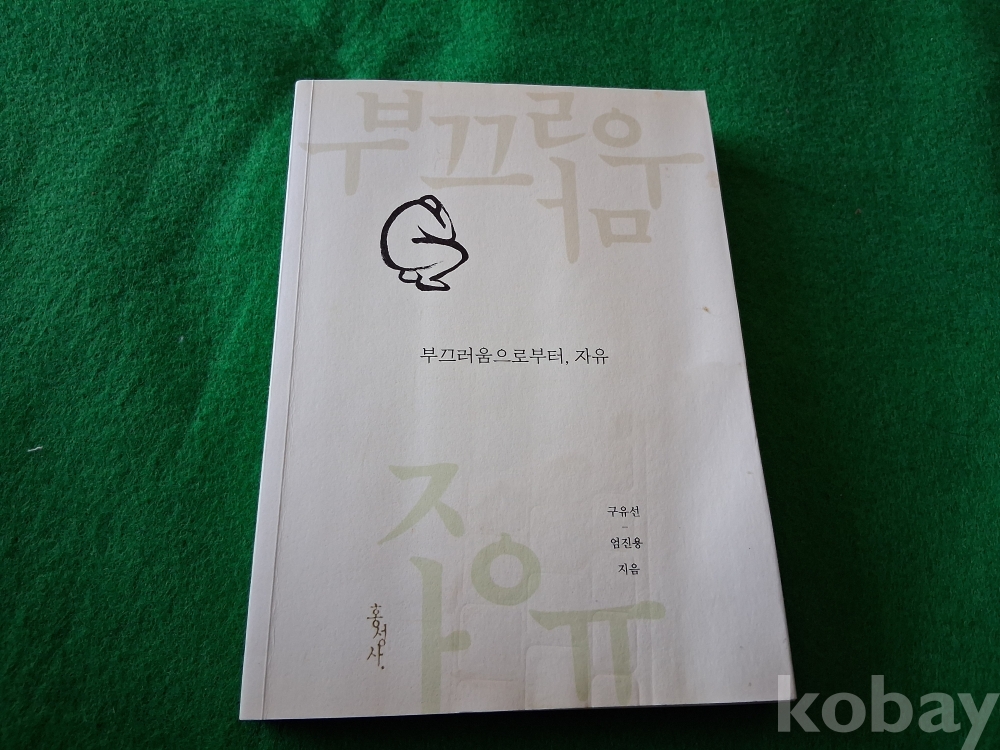 부끄러움
부끄러움으로부터, 자유
자유
구유선
엄진용
지음
홍성사.
kobay